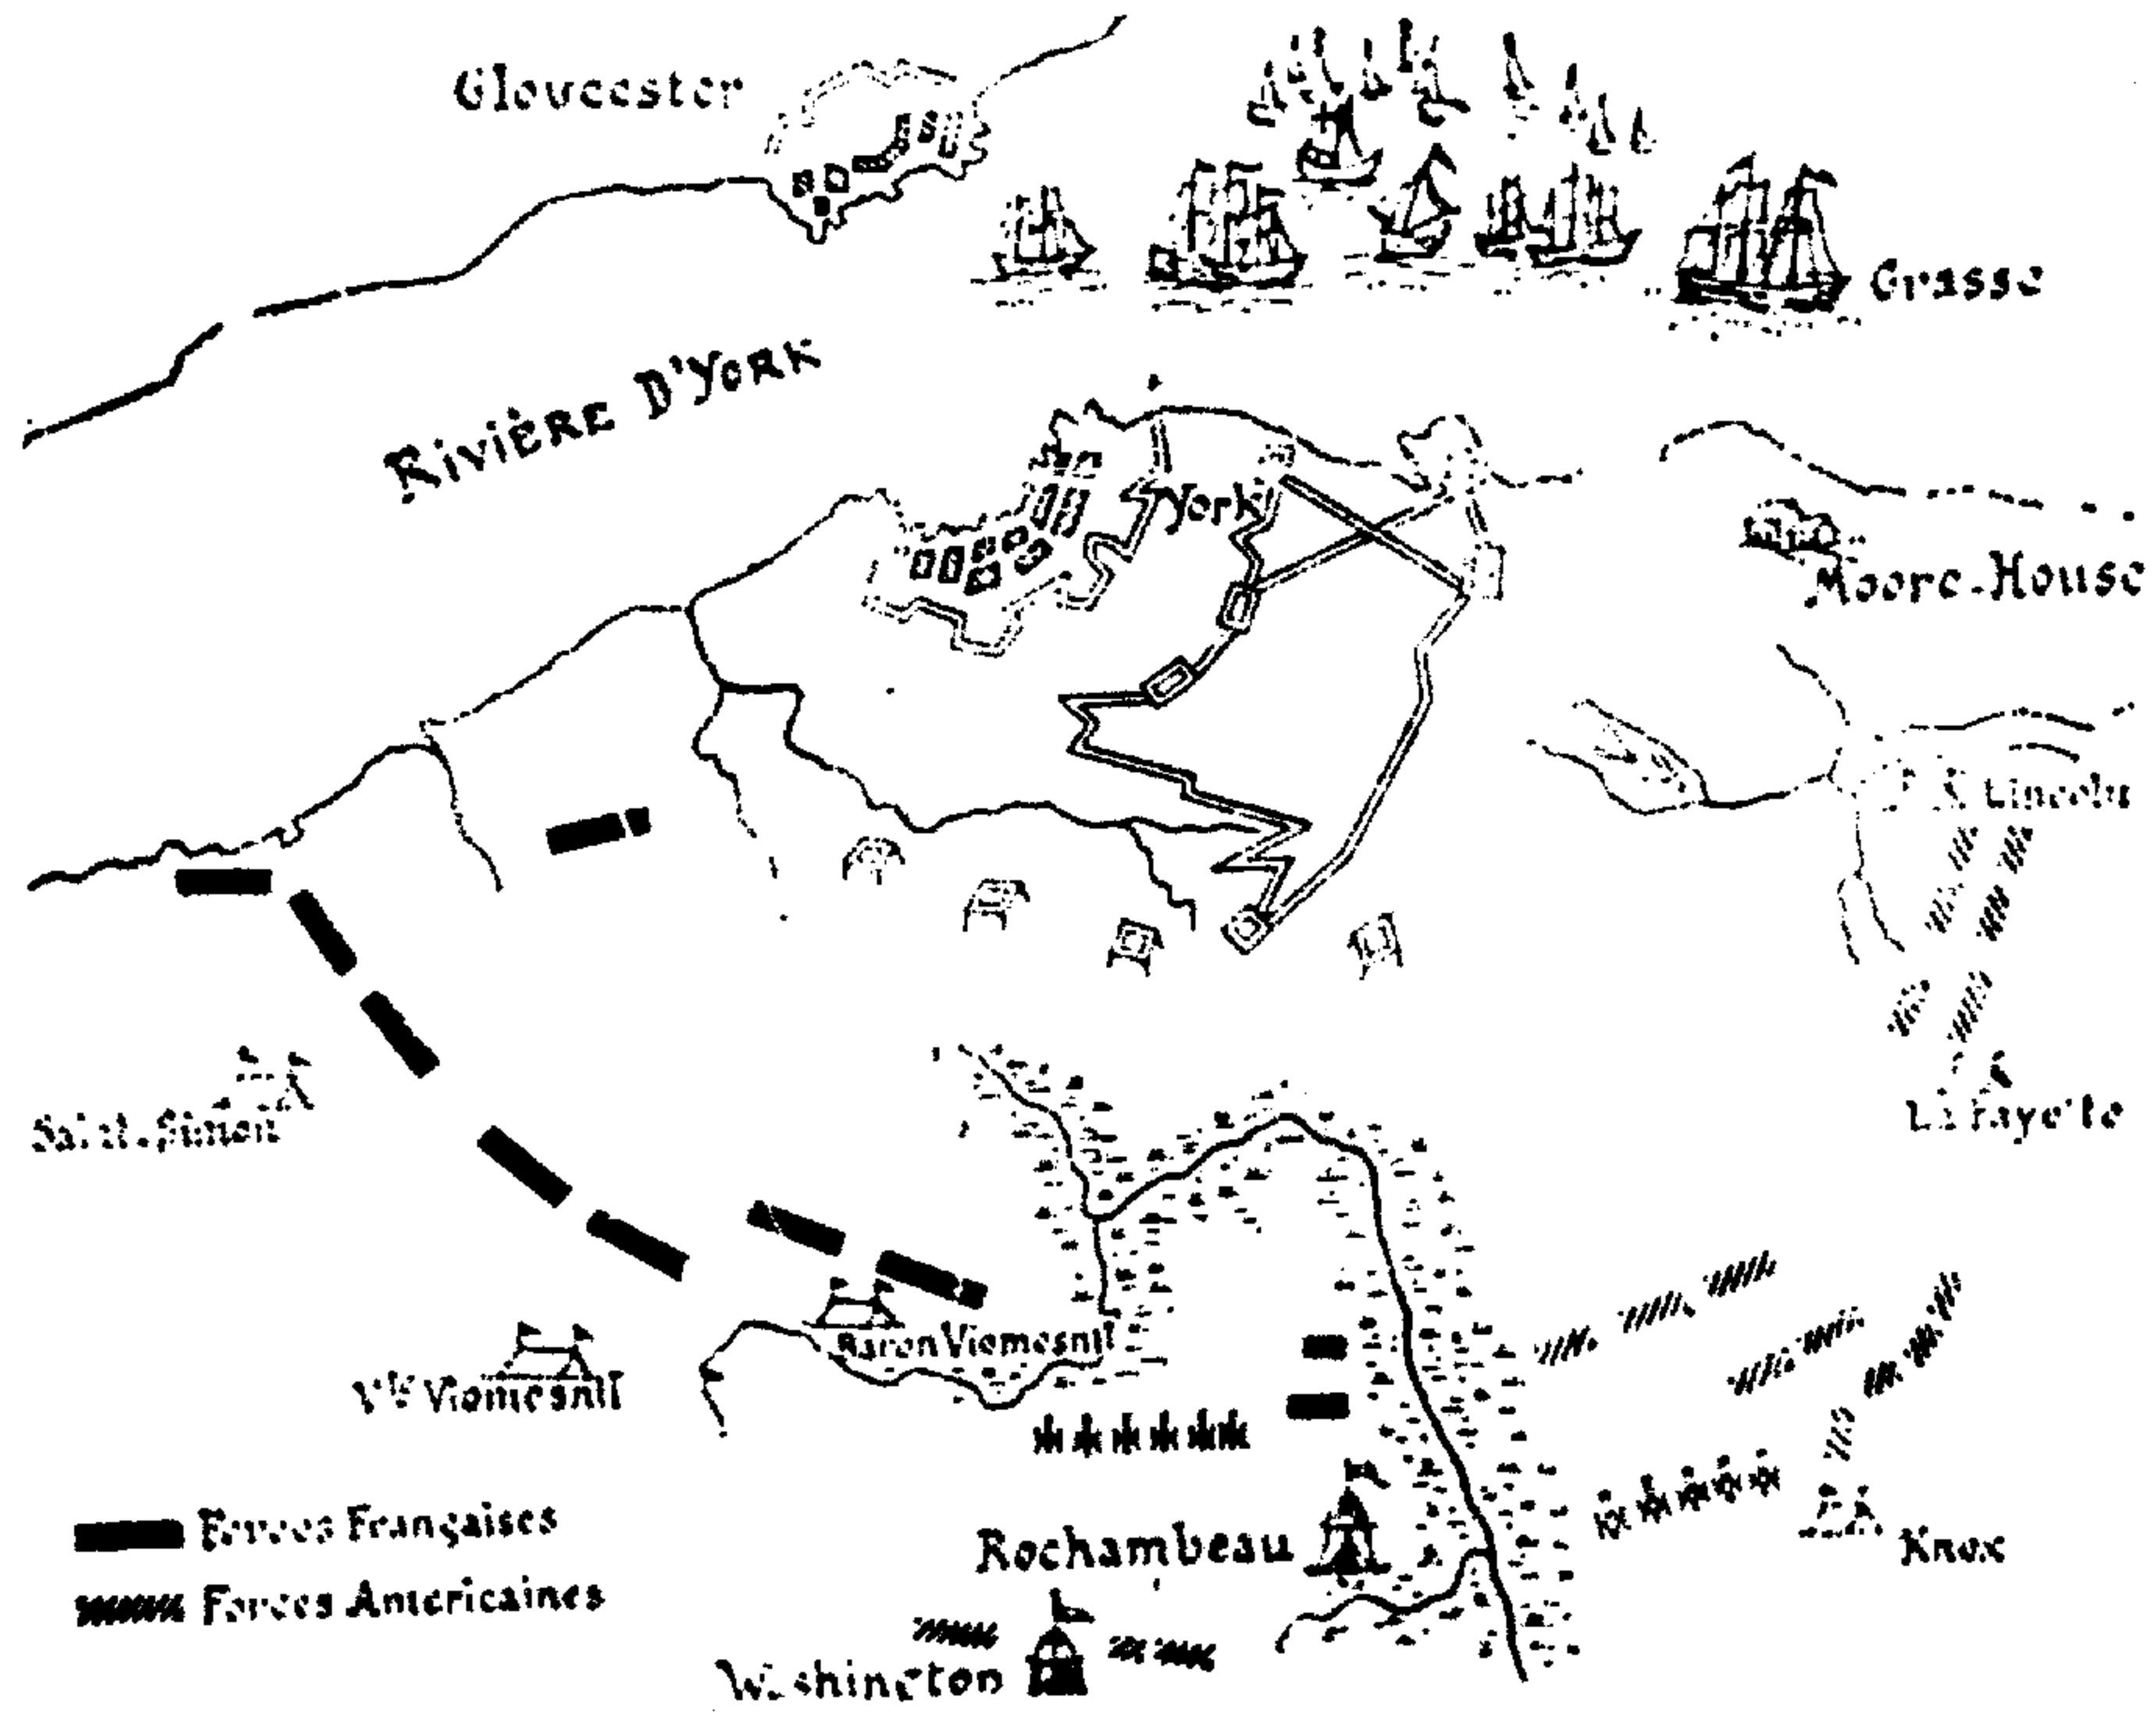 Gloucester
Grasse
RIVIÈRE D'YORK
York
Moore-House
Lincoln
Saint-Simon
La Fayette
Baron Viomesnil
Vte Viomesnil
Forces Françaises
Rochambeau
Knox
Forces Américaines
Washington